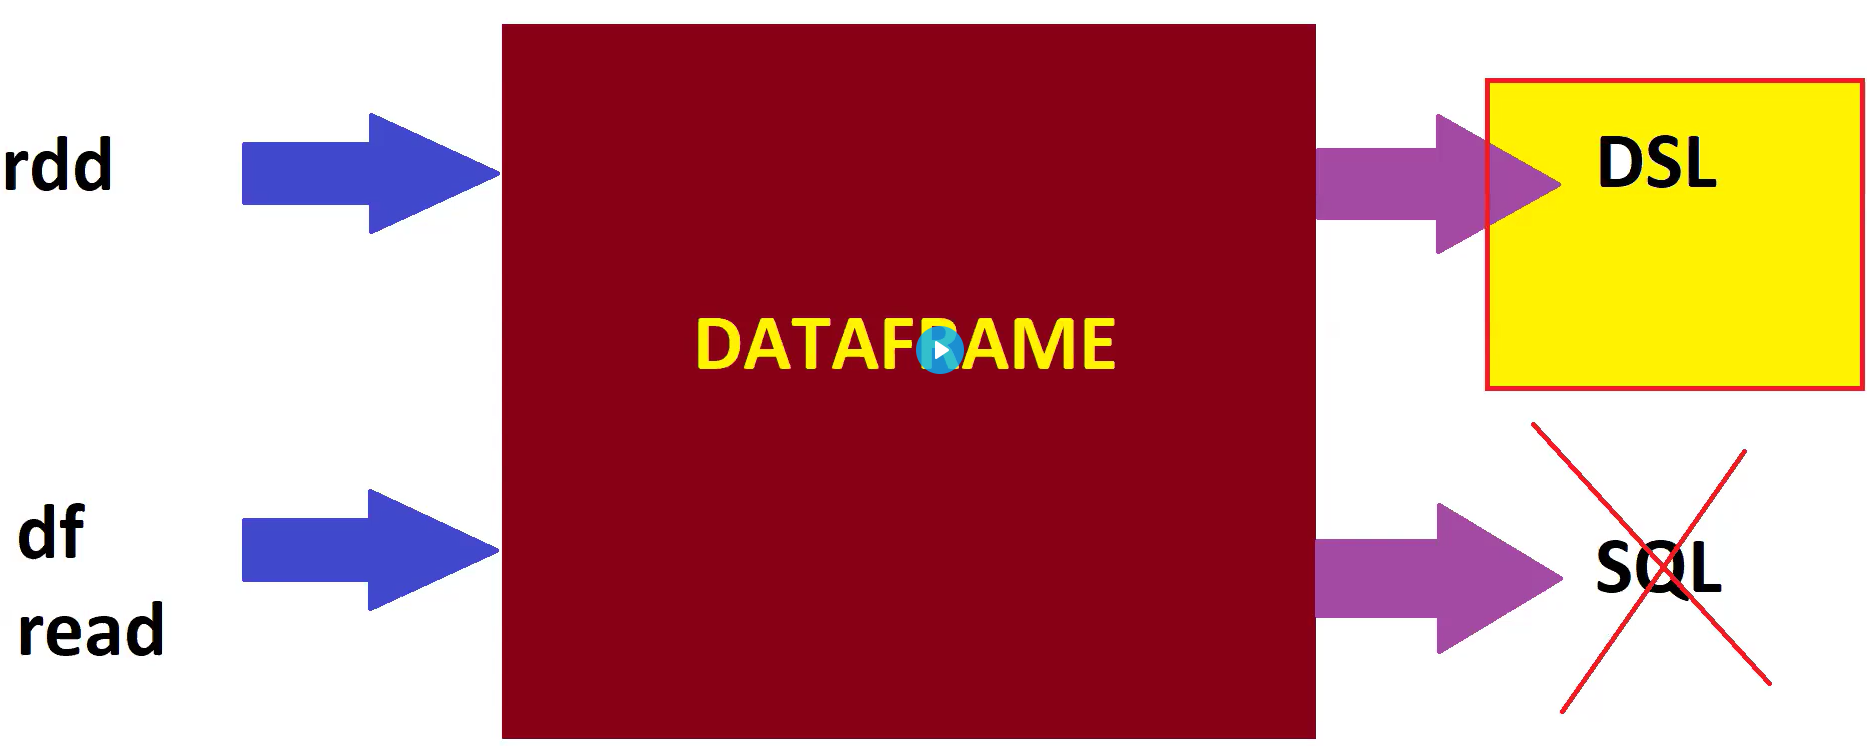 rdd
DSL
DATAFRAME
df
read
SQL